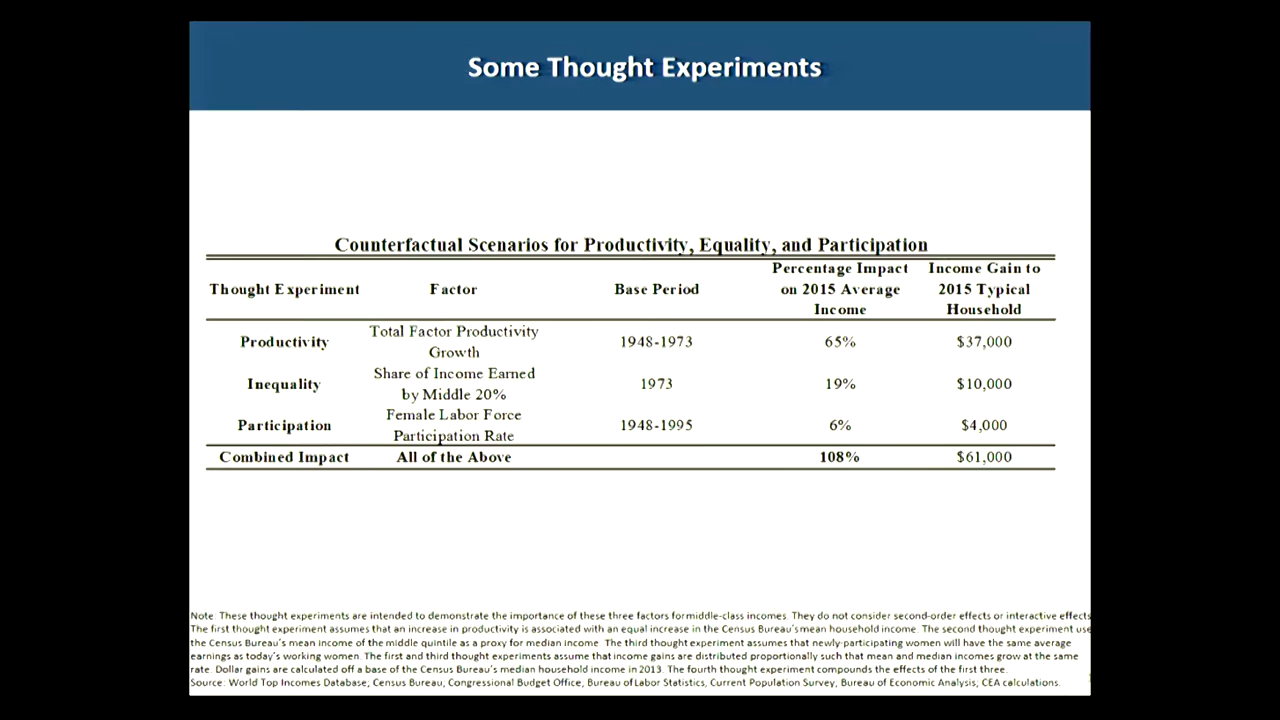 Some Thought Experiments
Counterfactual Scenarios for Productivity, Equality, and Participation
Thought Experiment Factor Base Period Percentage Impact on 2015 Average Income Income Gain to 2015 Typical Household
Productivity Total Factor Productivity Growth 1948-1973 65% $37,000
Inequality Share of Income Earned by Middle 20% 1973 19% $10,000
Participation Female Labor Force Participation Rate 1948-1995 6% $4,000
Combined Impact All of the Above 108% $61,000
Note: These thought experiments are intended to demonstrate the importance of these three factors for middle-class incomes. They do not consider second-order effects or interactive effects
The first thought experiment assumes that an increase in productivity is associated with an equal increase in the Census Bureau's mean household income. The second thought experiment use
the Census Bureau's mean income of the middle quintile as a proxy for median income. The third thought experiment assumes that newly-participating women will have the same average
earnings as today's working women. The first and third thought experiments assume that income gains are distributed proportionally such that mean and median incomes grow at the same
rate. Dollar gains are calculated off a base of the Census Bureau's median household income in 2013. The fourth thought experiment compounds the effects of the first three.
Source: World Top Incomes Database; Census Bureau, Congressional Budget Office, Bureau of Labor Statistics, Current Population Survey, Bureau of Economic Analysis; CEA calculations.